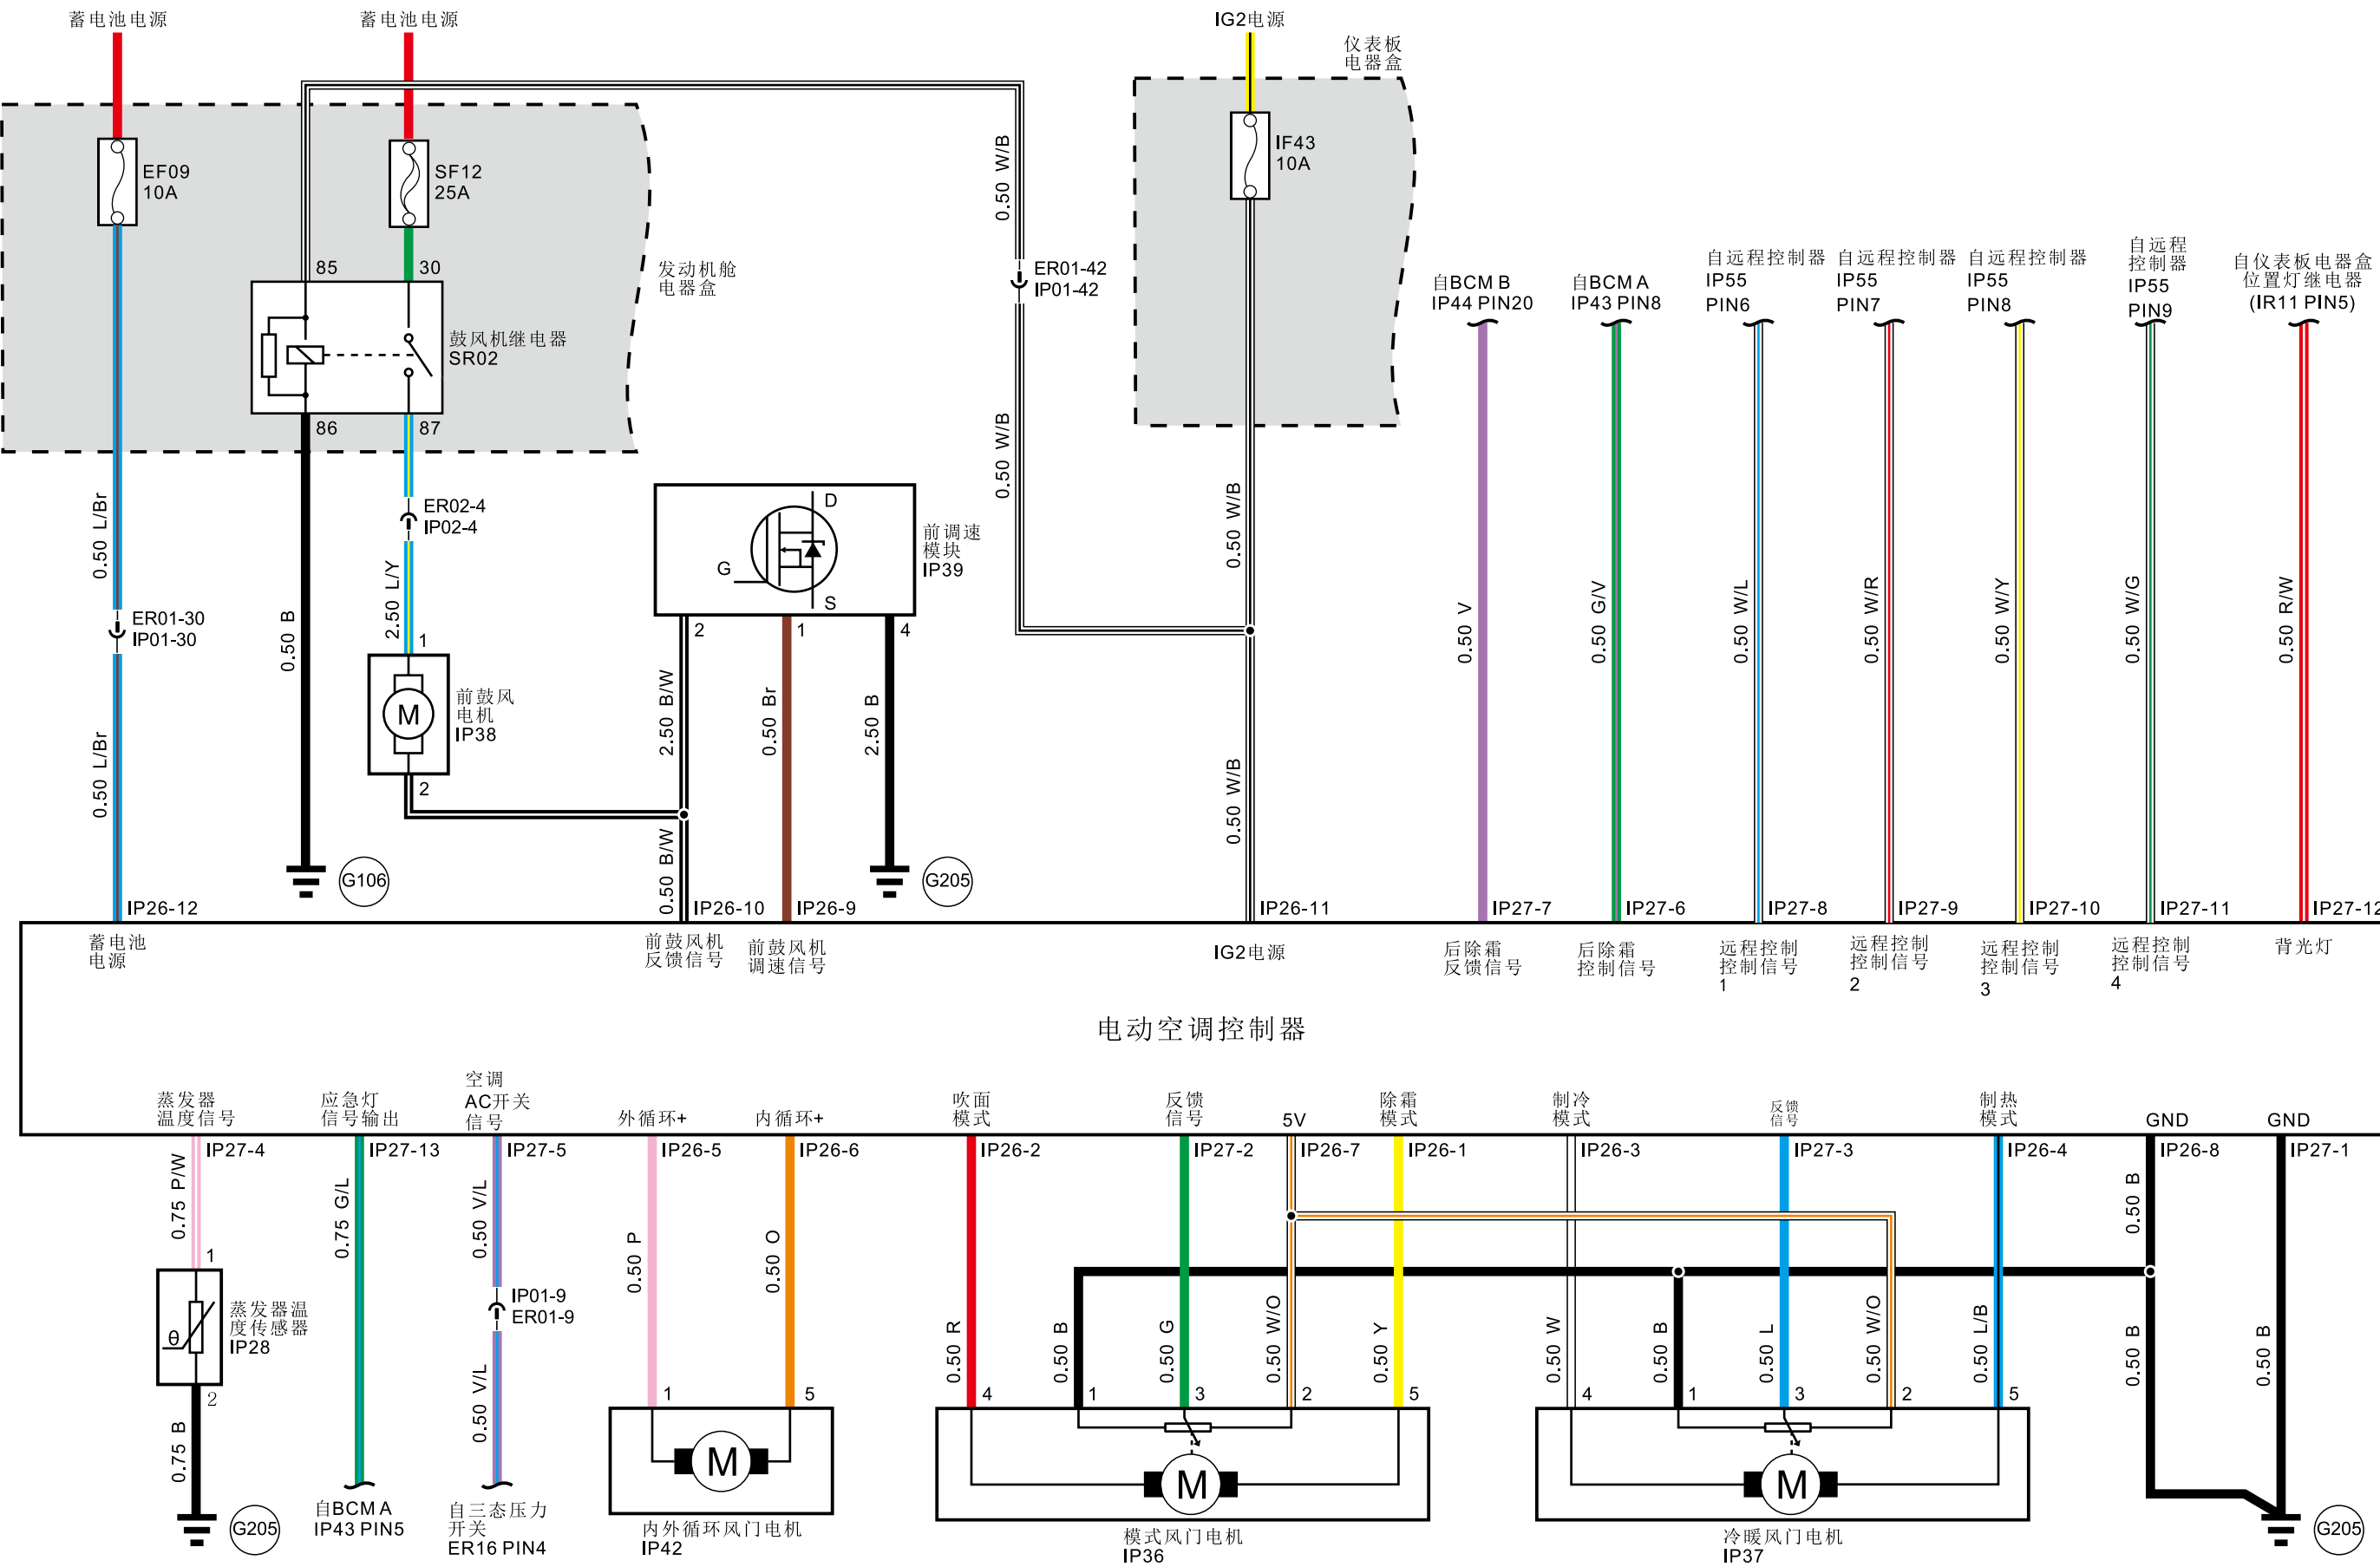 蓄电池电源
蓄电池电源
IG2电源
仪表板
电器盒
EF09
10A
SF12
25A
IF43
10A
0.50 W/B
85
30
发动机舱
电器盒
ER01-42
IP01-42
鼓风机继电器
SR02
86
87
自BCM B
IP44 PIN20
自BCM A
IP43 PIN8
自远程控制器
IP55
PIN6
自远程控制器
IP55
PIN7
自远程控制器
IP55
PIN8
自远程
控制器
IP55
PIN9
自仪表板电器盒
位置灯继电器
(IR11 PIN5)
0.50 W/B
0.50 L/Br
ER02-4
IP02-4
D
G
S
前调速
模块
IP39
0.50 W/B
ER01-30
IP01-30
0.50 B
2.50 L/Y
1
2
1
4
0.50 V
0.50 G/V
0.50 W/L
0.50 W/R
0.50 W/Y
0.50 W/G
0.50 R/W
M
前鼓风
电机
IP38
2
0.50 L/Br
2.50 B/W
0.50 Br
2.50 B
0.50 W/B
G106
0.50 B/W
G205
IP26-12
IP26-10
IP26-9
IP26-11
IP27-7
IP27-6
IP27-8
IP27-9
IP27-10
IP27-11
IP27-12
蓄电池
电源
前鼓风机
反馈信号
前鼓风机
调速信号
IG2电源
后除霜
反馈信号
后除霜
控制信号
远程控制
控制信号
1
远程控制
控制信号
2
远程控制
控制信号
3
远程控制
控制信号
4
背光灯
电动空调控制器
蒸发器
温度信号
应急灯
信号输出
空调
AC开关
信号
外循环+
内循环+
吹面
模式
反馈
信号
5V
除霜
模式
制冷
模式
反馈
信号
制热
模式
GND
GND
IP27-4
IP27-13
IP27-5
IP26-5
IP26-6
IP26-2
IP27-2
IP26-7
IP26-1
IP26-3
IP27-3
IP26-4
IP26-8
IP27-1
0.75 P/W
0.75 G/L
0.50 V/L
0.50 P
0.50 O
0.50 B
1
θ
2
蒸发器温
度传感器
IP28
IP01-9
ER01-9
0.50 R
0.50 B
0.50 G
0.50 W/O
0.50 Y
0.50 W
0.50 B
0.50 L
0.50 W/O
0.50 L/B
0.50 B
0.50 B
0.75 B
0.50 V/L
1
5
4
1
3
2
5
4
1
3
2
5
M
M
M
G205
自BCM A
IP43 PIN5
自三态压力
开关
ER16 PIN4
内外循环风门电机
IP42
模式风门电机
IP36
冷暖风门电机
IP37
G205